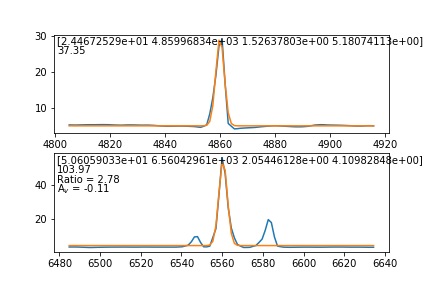 [2.44672529e+01 4.85996834e+03 1.52637803e+00 5.18074113e+00]
37.35
30
20
10
4800 4820 4840 4860 4880 4900 4920
[5.06059033e+01 6.56042961e+03 2.05446128e+00 4.10982848e+00]
103.97
Ratio = 2.78
Av = -0.11
40
20
6480 6500 6520 6540 6560 6580 6600 6620 6640